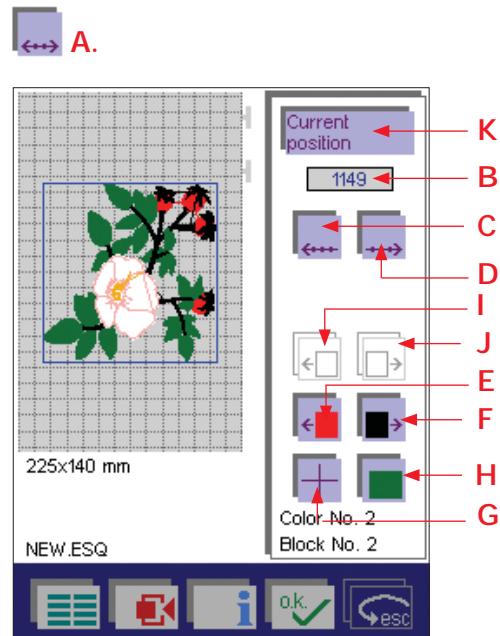 A.
Current
position
K
1149
B
C
D
I
J
E
F
H
G
225x140 mm
Color No. 2
NEW.ESQ
Block No. 2
i
o.k.
esc